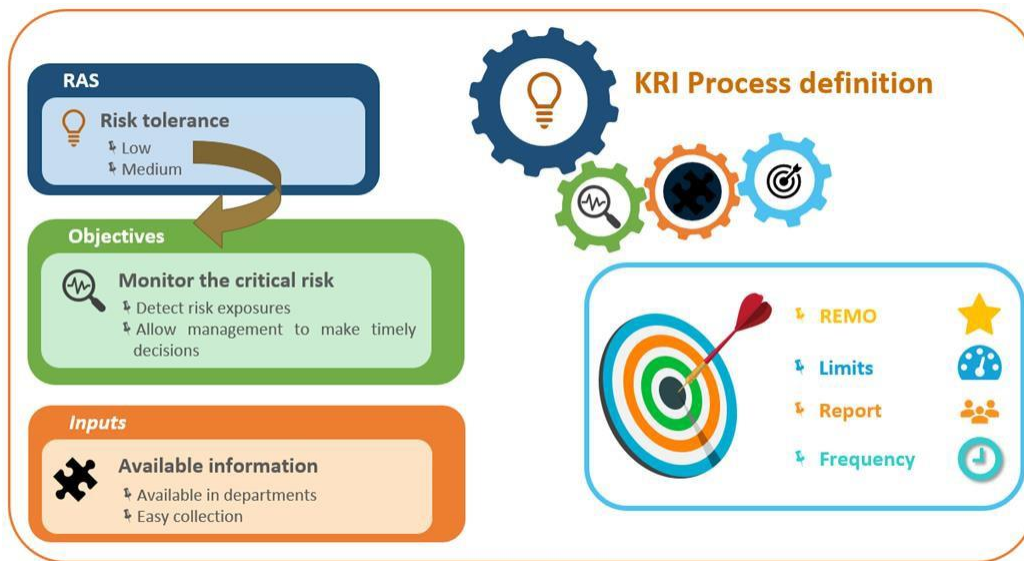 RAS
Risk tolerance
Low
Medium
Objectives
Monitor the critical risk
Detect risk exposures
Allow management to make timely
decisions
Inputs
Available information
Available in departments
Easy collection
KRI Process definition
REMO
Limits
Report
Frequency